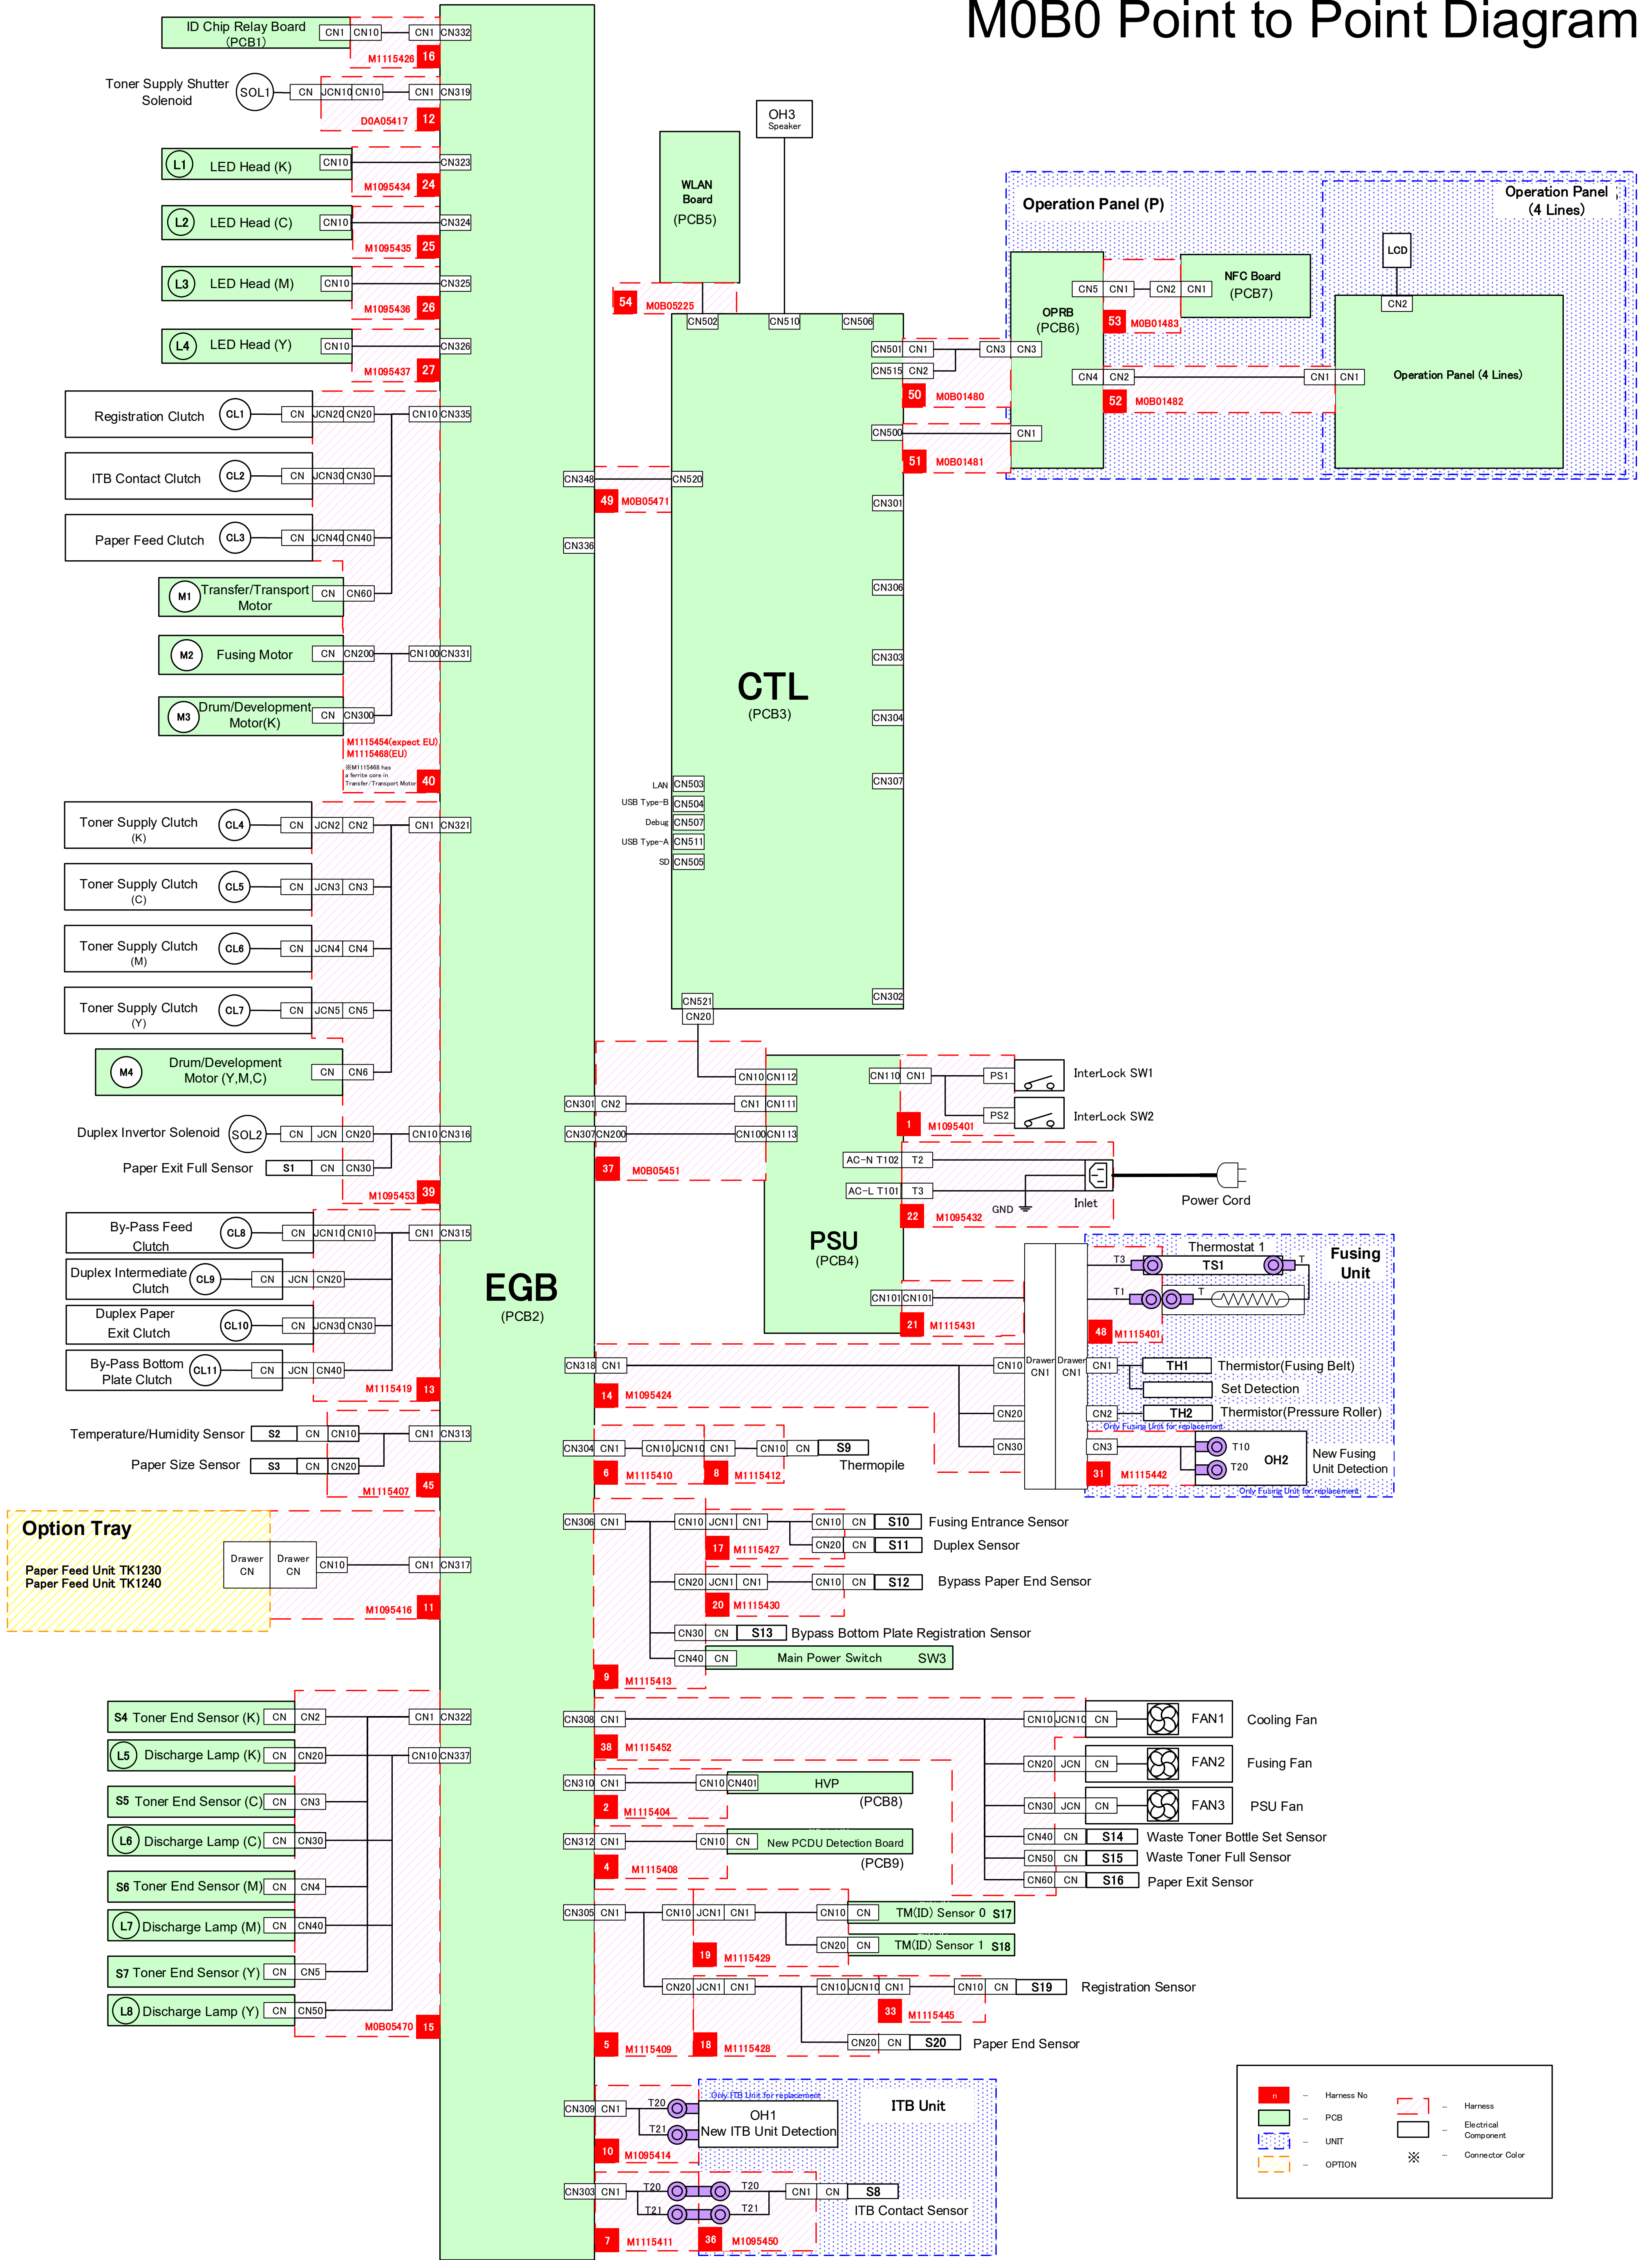 M0B0 Point to Point Diagram
ID Chip Relay Board
(PCB1)
CN1 CN10 CN1 CN332
M1115426 16
Toner Supply Shutter
Solenoid
SOL1 CN JCN10 CN10 CN1 CN319
D0A05417 12
L1 LED Head (K) CN10 CN323
M1095434 24
L2 LED Head (C) CN10 CN324
M1095435 25
L3 LED Head (M) CN10 CN325
M1095436 26
L4 LED Head (Y) CN10 CN326
M1095437 27
Registration Clutch CL1 CN JCN20 CN20 CN10 CN335
ITB Contact Clutch CL2 CN JCN30 CN30
Paper Feed Clutch CL3 CN JCN40 CN40
M1 Transfer/Transport
Motor
CN CN60
M2 Fusing Motor CN CN200 CN100 CN331
M3 Drum/Development
Motor(K)
CN CN300
M1115454(expect EU)
M1115468(EU)
※M1115468 has
a ferrite core in
Transfer/Transport Motor
40
Toner Supply Clutch
(K)
CL4 CN JCN2 CN2 CN1 CN321
Toner Supply Clutch
(C)
CL5 CN JCN3 CN3
Toner Supply Clutch
(M)
CL6 CN JCN4 CN4
Toner Supply Clutch
(Y)
CL7 CN JCN5 CN5
M4 Drum/Development
Motor (Y,M,C)
CN CN6
Duplex Invertor Solenoid SOL2 CN JCN CN20 CN10 CN316
Paper Exit Full Sensor S1 CN CN30
M1095453 39
By-Pass Feed
Clutch
CL8 CN JCN10 CN10 CN1 CN315
Duplex Intermediate
Clutch
CL9 CN JCN CN20
Duplex Paper
Exit Clutch
CL10 CN JCN30 CN30
By-Pass Bottom
Plate Clutch
CL11 CN JCN CN40
M1115419 13
Temperature/Humidity Sensor S2 CN CN10 CN1 CN313
Paper Size Sensor S3 CN CN20
M1115407 45
Option Tray
Paper Feed Unit TK1230
Paper Feed Unit TK1240
Drawer
CN
Drawer
CN
CN10 CN1 CN317
M1095416 11
S4 Toner End Sensor (K) CN CN2 CN1 CN322
L5 Discharge Lamp (K) CN CN20 CN10 CN337
S5 Toner End Sensor (C) CN CN3
L6 Discharge Lamp (C) CN CN30
S6 Toner End Sensor (M) CN CN4
L7 Discharge Lamp (M) CN CN40
S7 Toner End Sensor (Y) CN CN5
L8 Discharge Lamp (Y) CN CN50
M0B05470 15
EGB
(PCB2)
WLAN
Board
(PCB5)
OH3
Speaker
54 M0B05225
CN502 CN510 CN506
CTL
(PCB3)
CN348 CN520
49 M0B05471
CN336
LAN CN503
USB Type-B CN504
Debug CN507
USB Type-A CN511
SD CN505
CN501 CN1 CN3 CN3
CN515 CN2
50 M0B01480
CN500 CN1
51 M0B01481
CN301
CN306
CN303
CN304
CN307
CN302
CN521
CN20
Operation Panel (P)
OPRB
(PCB6)
CN5 CN1 CN2 CN1
NFC Board
(PCB7)
53 M0B01483
CN4 CN2 CN1 CN1
52 M0B01482
Operation Panel
(4 Lines)
LCD
CN2
Operation Panel (4 Lines)
CN10 CN112
CN301 CN2 CN1 CN111
CN307 CN200 CN100 CN113
37 M0B05451
PSU
(PCB4)
CN110 CN1 PS1 InterLock SW1
PS2 InterLock SW2
1 M1095401
AC-N T102 T2
AC-L T101 T3
GND Inlet
Power Cord
22 M1095432
CN101 CN101
21 M1115431
Fusing
Unit
Thermostat 1
T3 TS1 T
T1 T
48 M1115401
Drawer
CN1
Drawer
CN1
CN318 CN1 CN10
14 M1095424
CN20
CN30
CN1 TH1 Thermistor(Fusing Belt)
Set Detection
CN2 TH2 Thermistor(Pressure Roller)
Only Fusing Unit for replacement
CN3 T10
T20
OH2
New Fusing
Unit Detection
31 M1115442
Only Fusing Unit for replacement
CN304 CN1 CN10 JCN10 CN1 CN10 CN S9
Thermopile
6 M1115410 8 M1115412
CN306 CN1 CN10 JCN1 CN1 CN10 CN S10 Fusing Entrance Sensor
CN20 CN S11 Duplex Sensor
17 M1115427
CN20 JCN1 CN1 CN10 CN S12 Bypass Paper End Sensor
20 M1115430
CN30 CN S13 Bypass Bottom Plate Registration Sensor
CN40 CN Main Power Switch SW3
9 M1115413
CN308 CN1 CN10 JCN10 CN FAN1 Cooling Fan
38 M1115452
CN20 JCN CN FAN2 Fusing Fan
CN30 JCN CN FAN3 PSU Fan
CN40 CN S14 Waste Toner Bottle Set Sensor
CN50 CN S15 Waste Toner Full Sensor
CN60 CN S16 Paper Exit Sensor
CN310 CN1 CN10 CN401 HVP
(PCB8)
2 M1115404
CN312 CN1 CN10 CN New PCDU Detection Board
(PCB9)
4 M1115408
CN305 CN1 CN10 JCN1 CN1 CN10 CN TM(ID) Sensor 0 S17
CN20 CN TM(ID) Sensor 1 S18
19 M1115429
CN20 JCN1 CN1 CN10 JCN10 CN1 CN10 CN S19 Registration Sensor
33 M1115445
CN20 CN S20 Paper End Sensor
5 M1115409 18 M1115428
Only ITB Unit for replacement
ITB Unit
CN309 CN1 T20
T21
OH1
New ITB Unit Detection
10 M1095414
CN303 CN1 T20 T20 CN1 CN S8
T21 T21
ITB Contact Sensor
7 M1115411 36 M1095450
n ... Harness No
... PCB
... UNIT
... OPTION
... Harness
... Electrical
Component
※ ... Connector Color